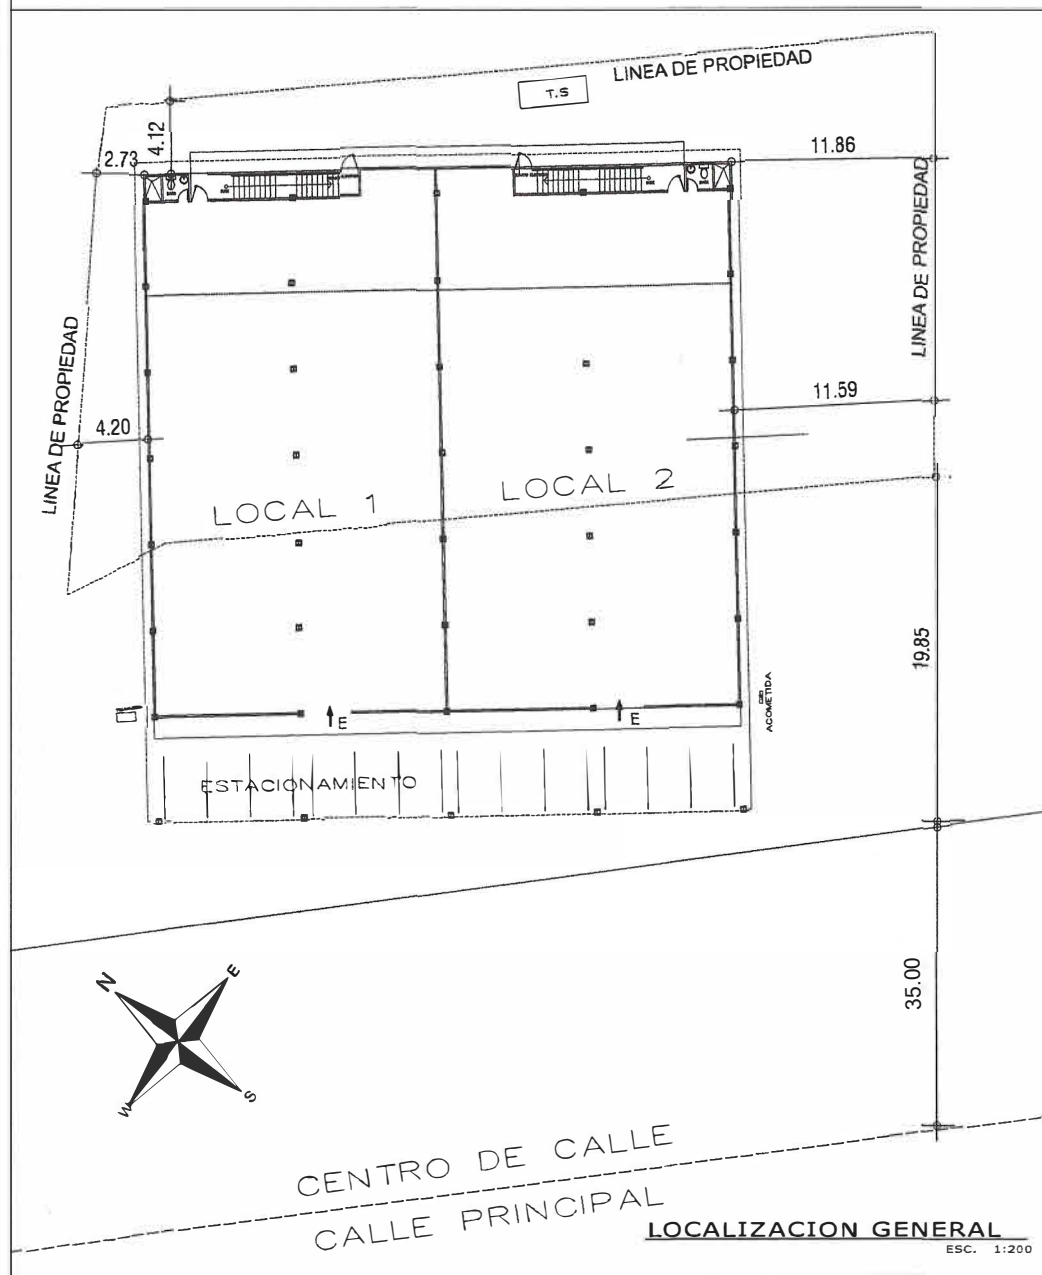 LINEA DE PROPIEDAD
T.S
4.12
2.73
11.86
LINEA DE PROPIEDAD
LINEA DE PROPIEDAD
4.20
11.59
LOCAL 1
LOCAL 2
19.85
ACOMETIDA
E
E
ESTACIONAMIENTO
35.00
N
E
W
S
CENTRO DE CALLE
CALLE PRINCIPAL
LOCALIZACION GENERAL
ESC. 1:200